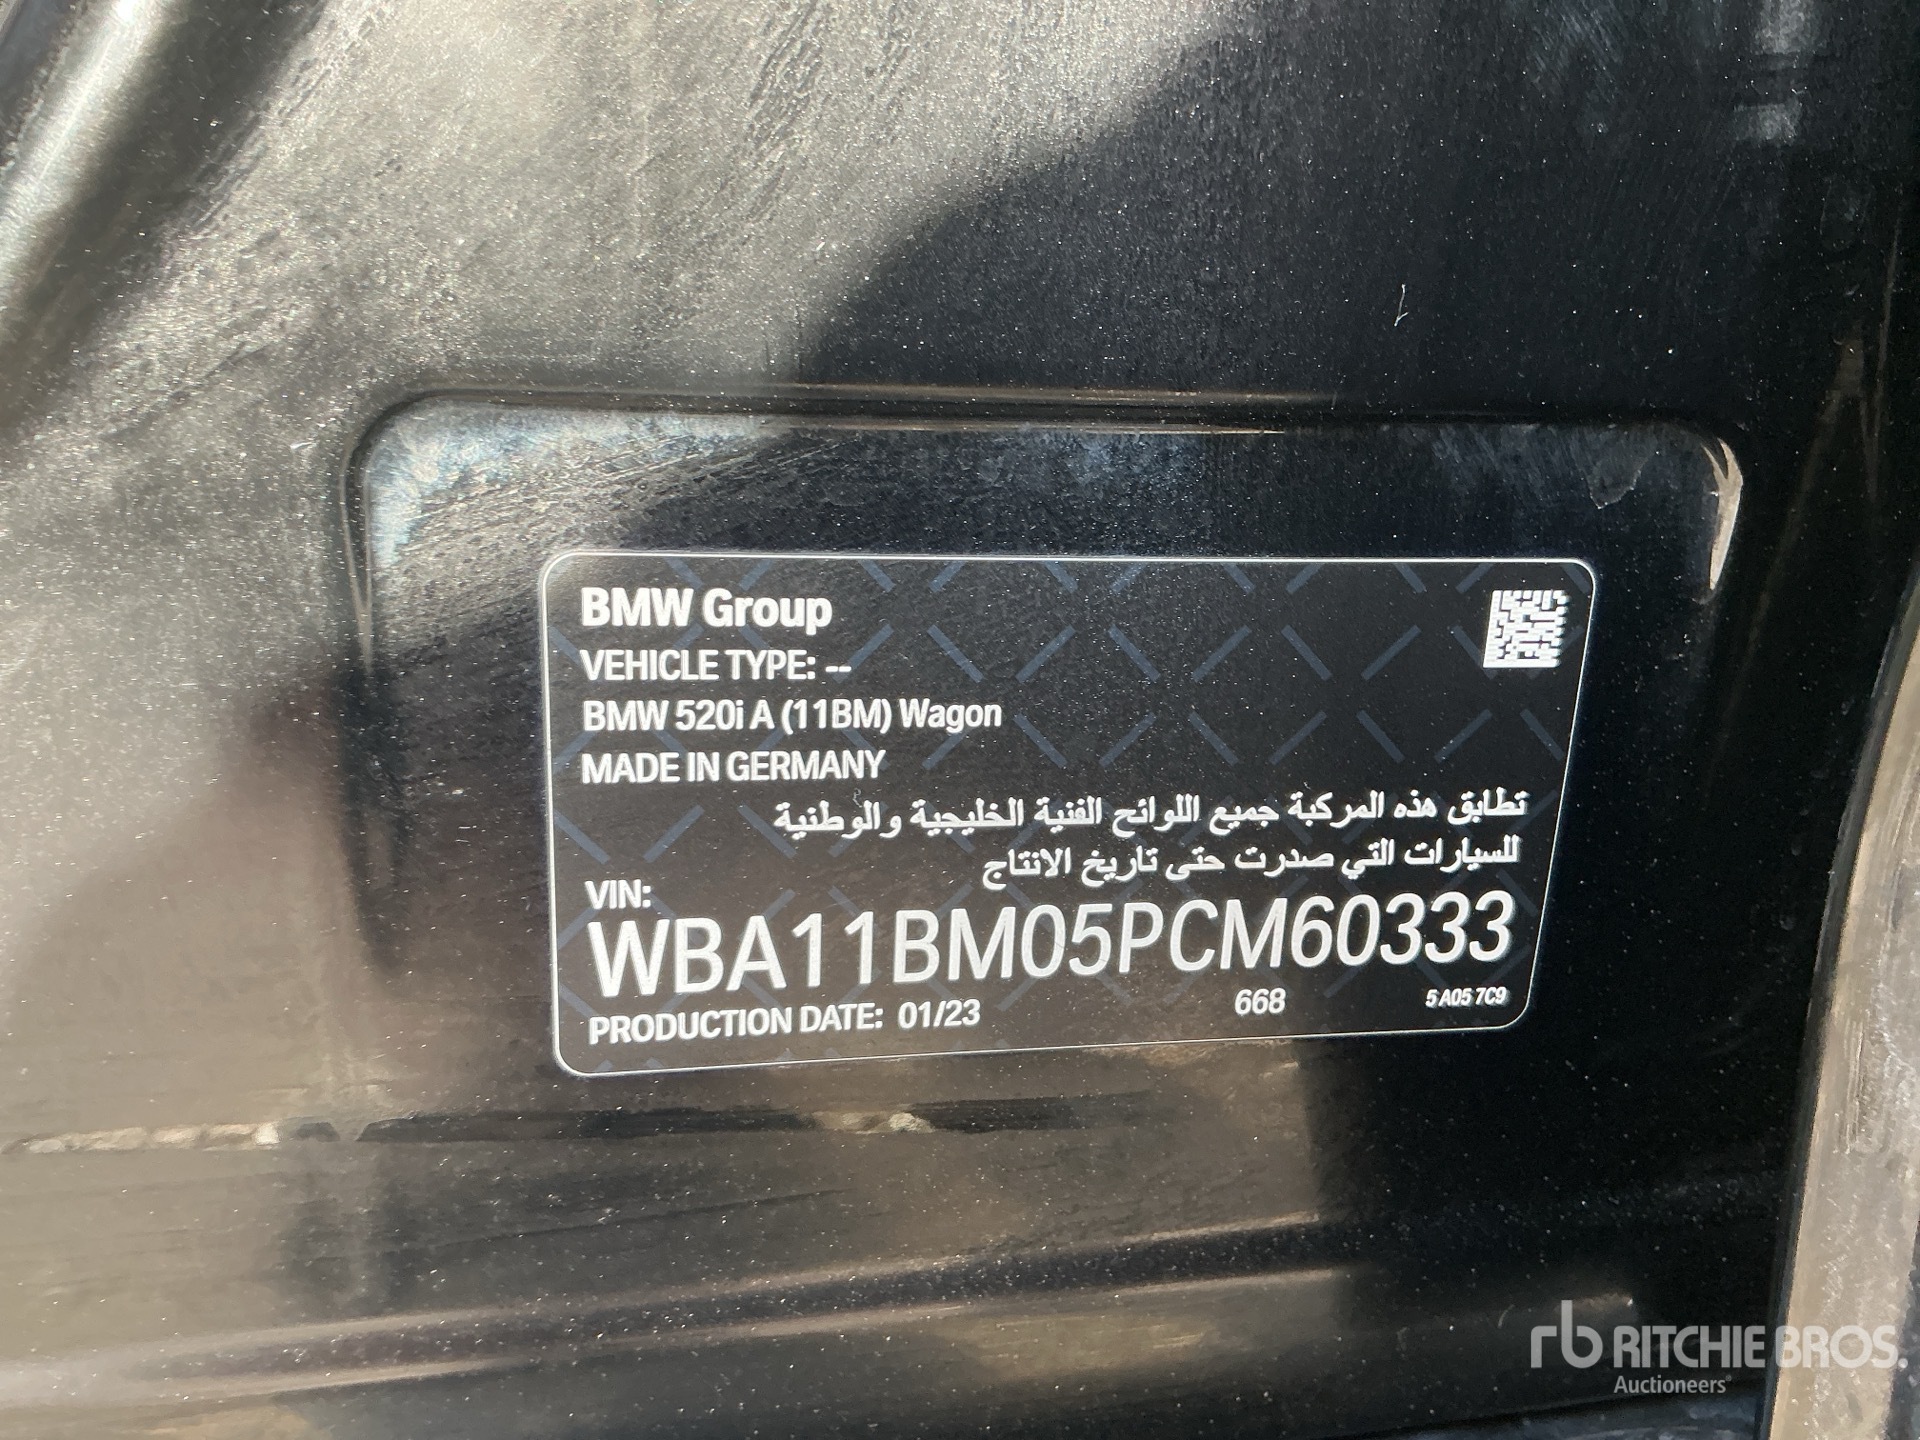 BMW Group
VEHICLE TYPE: --
BMW 520i A (11BM) Wagon
MADE IN GERMANY
تطابق هذه المركبة جميع اللوائح الفنية الخليجية والوطنية
للسيارات التي صدرت حتى تاريخ الانتاج
VIN:
WBA11BM05PCM60333
PRODUCTION DATE: 01/23 668 5 A05 7C9
rb RITCHIE BROS.
Auctioneers®